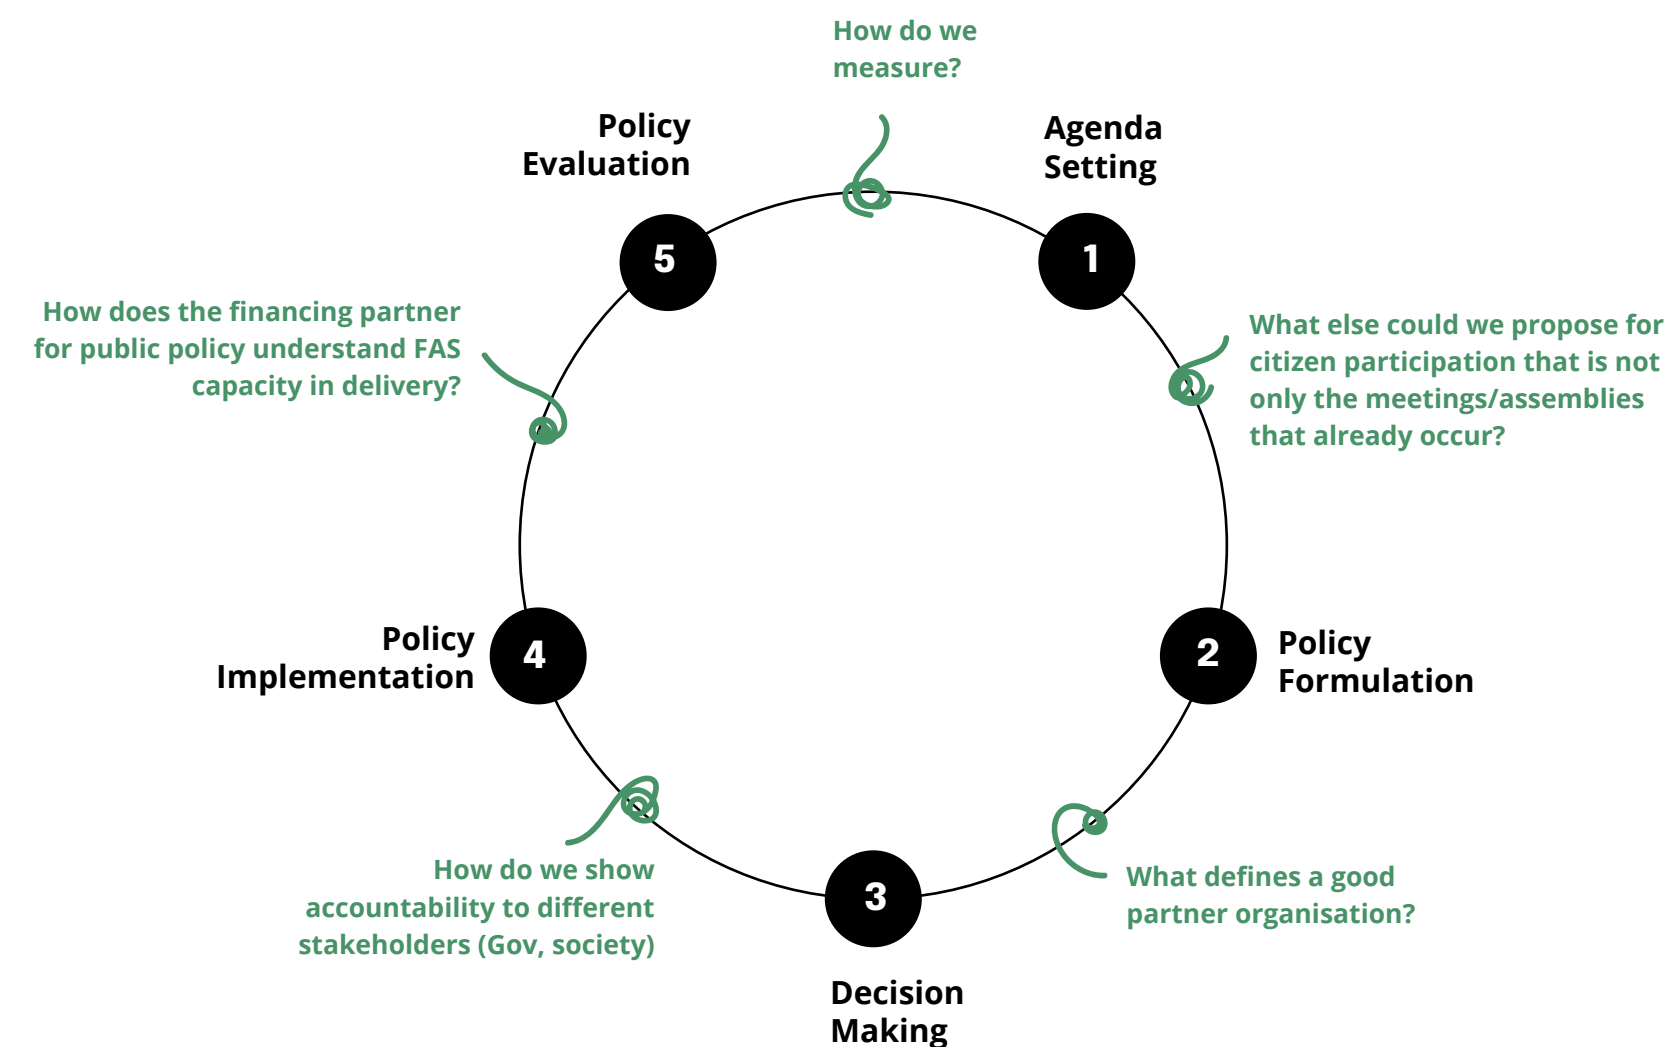 How do we
measure?
Policy
Evaluation
Agenda
Setting
5
1
How does the financing partner
for public policy understand FAS
capacity in delivery?
What else could we propose for
citizen participation that is not
only the meetings/assemblies
that already occur?
Policy
Implementation
4
2
Policy
Formulation
How do we show
accountability to different
stakeholders (Gov, society)
3
What defines a good
partner organisation?
Decision
Making